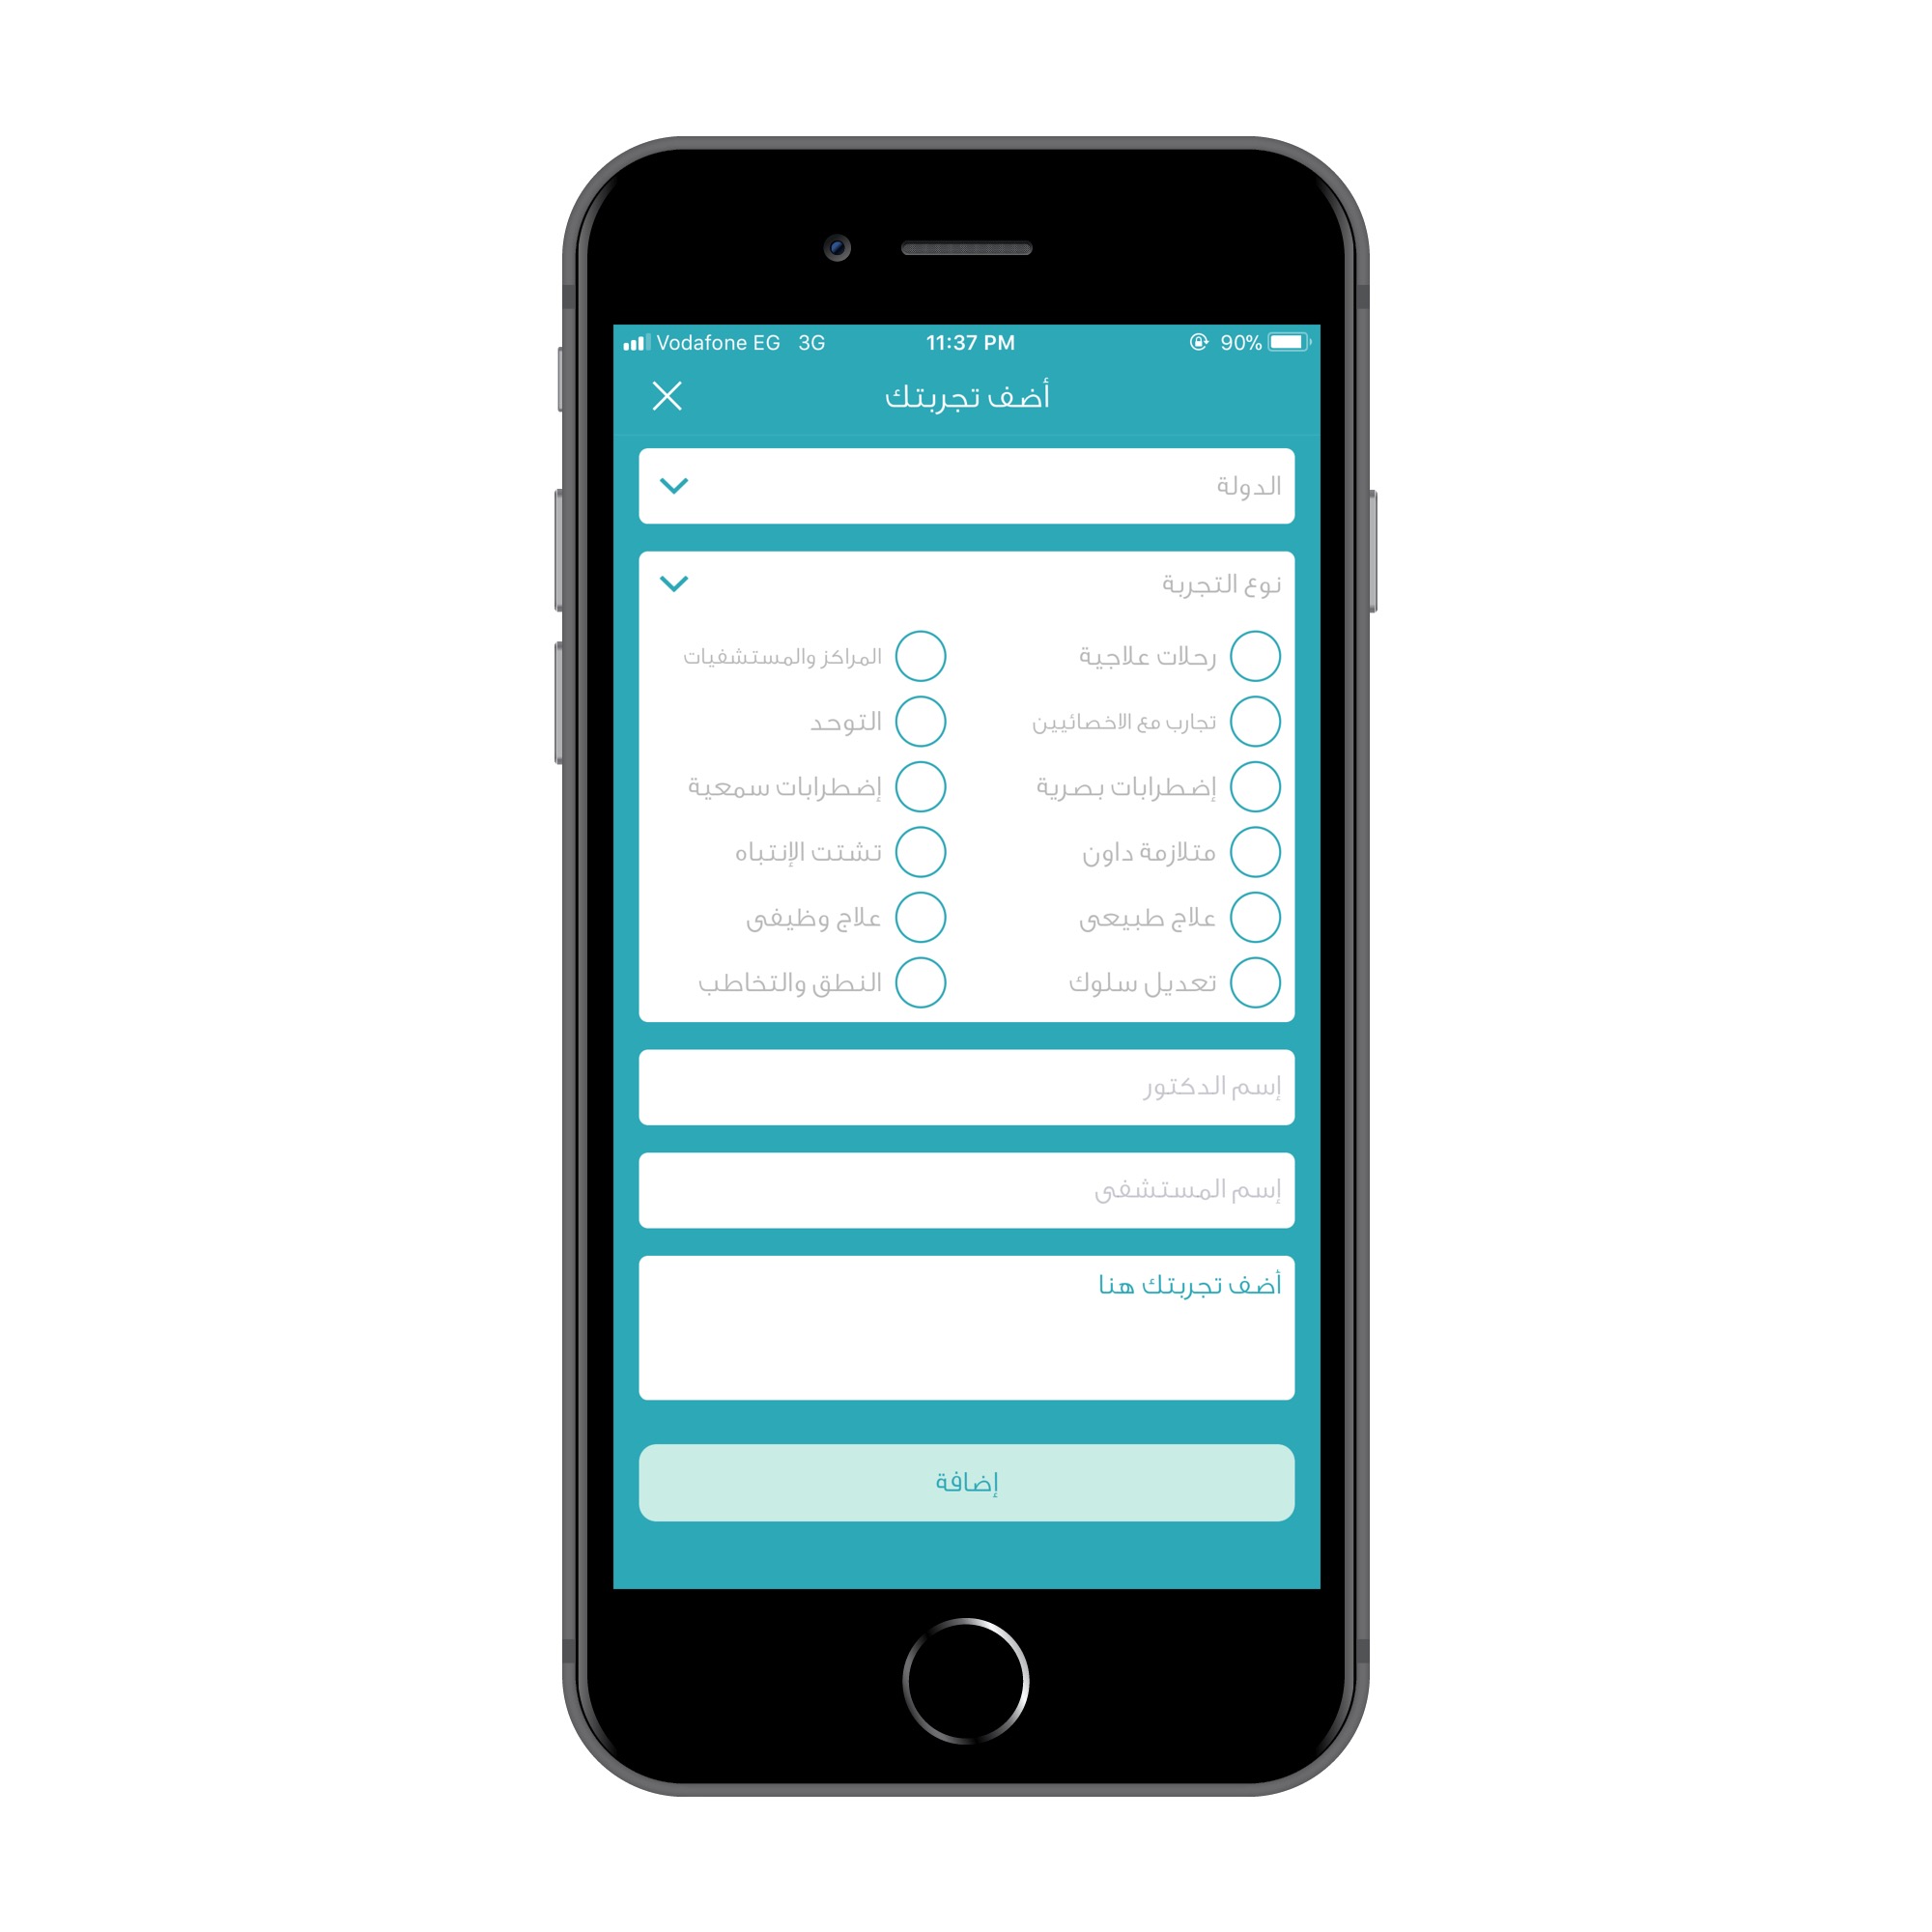 Vodafone EG 3G 11:37 PM 90%
أضف تجربتك
الدولة
نوع التجربة
رحلات علاجية المراكز والمستشفيات
تجارب مع الاخصائيين التوحد
إضطرابات بصرية إضطرابات سمعية
متلازمة داون تشتت الإنتباه
علاج طبيعى علاج وظيفى
تعديل سلوك النطق والتخاطب
إسم الدكتور
إسم المستشفى
أضف تجربتك هنا
إضافة